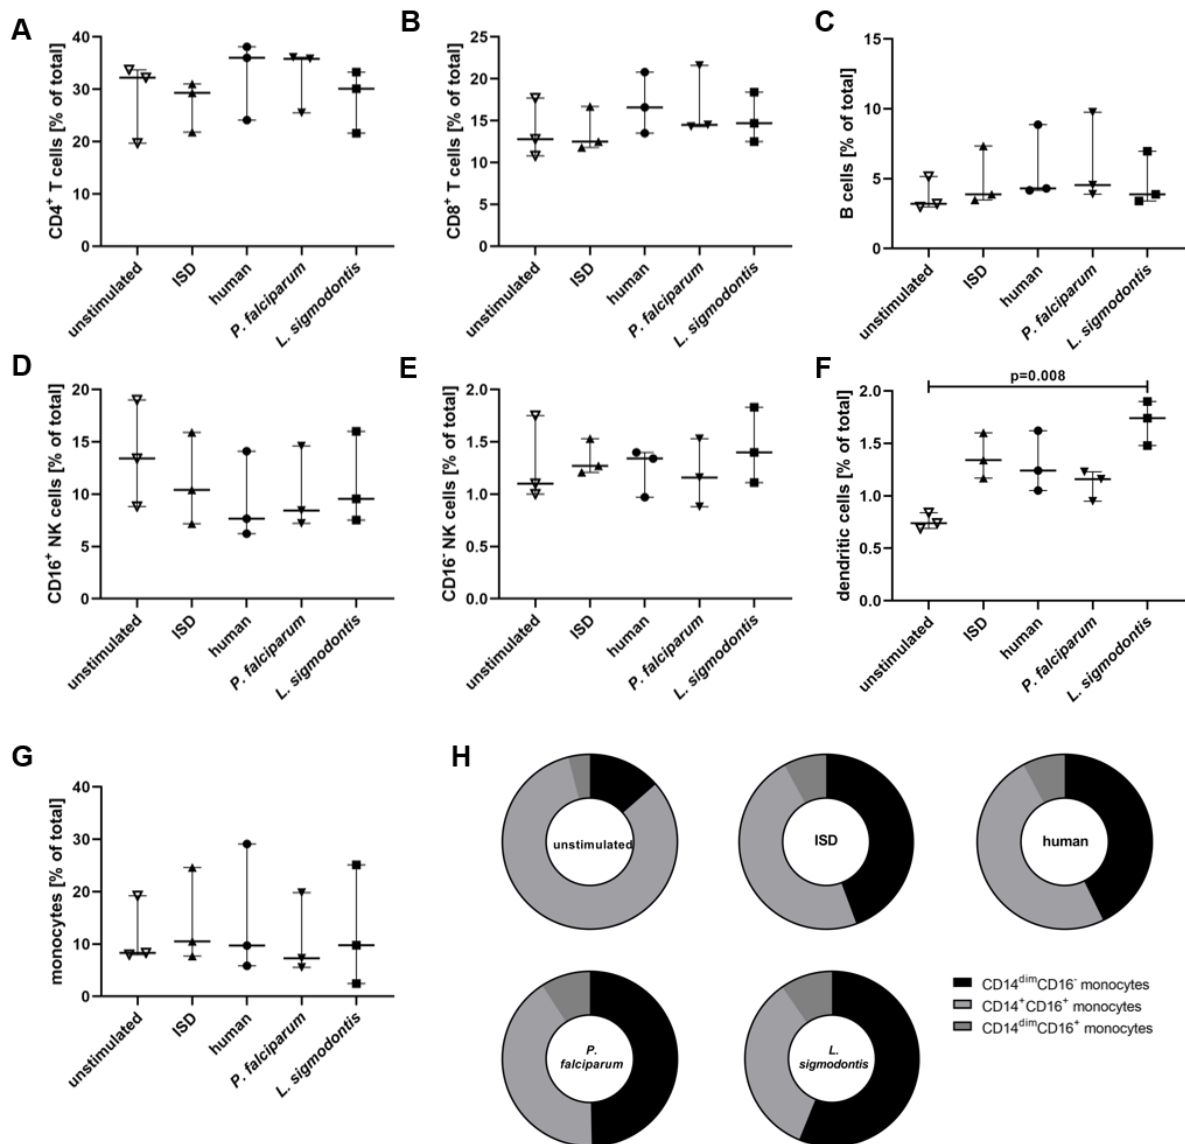 A
CD4+ T cells [% of total]
40
30
20
10
0
unstimulated
ISD
human
P. falciparum
L. sigmodontis
B
CD8+ T cells [% of total]
25
20
15
10
5
0
unstimulated
ISD
human
P. falciparum
L. sigmodontis
C
B cells [% of total]
15
10
5
0
unstimulated
ISD
human
P. falciparum
L. sigmodontis
D
CD16+ NK cells [% of total]
20
15
10
5
0
unstimulated
ISD
human
P. falciparum
L. sigmodontis
E
CD16- NK cells [% of total]
2.0
1.5
1.0
0.5
0.0
unstimulated
ISD
human
P. falciparum
L. sigmodontis
F
p=0.008
dendritic cells [% of total]
2.0
1.5
1.0
0.5
0.0
unstimulated
ISD
human
P. falciparum
L. sigmodontis
G
monocytes [% of total]
40
30
20
10
0
unstimulated
ISD
human
P. falciparum
L. sigmodontis
H
unstimulated
ISD
human
P.
falciparum
L.
sigmodontis
CD14dimCD16- monocytes
CD14+CD16+ monocytes
CD14dimCD16+ monocytes